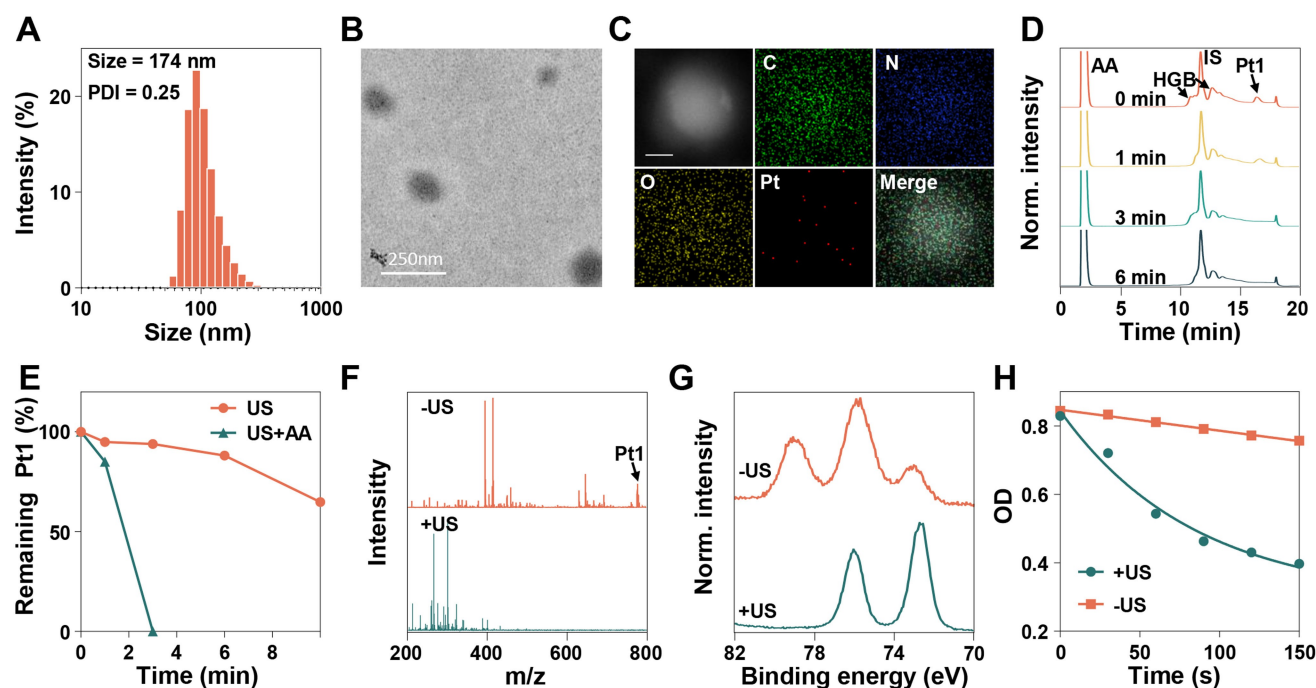 A
Size = 174 nm
PDI = 0.25
Intensity (%)
20
10
0
10
100
1000
Size (nm)
B
250nm
C
C
N
O
Pt
Merge
D
AA
IS
HGB
Pt1
0 min
1 min
3 min
6 min
Norm. intensity
0
5
10
15
20
Time (min)
E
US
US+AA
Remaining Pt1 (%)
100
50
0
0
2
4
6
8
Time (min)
F
-US
Pt1
+US
Intensitty
200
400
600
800
m/z
G
-US
+US
Norm. intensity
82
78
74
70
Binding energy (eV)
H
OD
0.8
0.6
0.4
0.2
+US
-US
0
50
100
150
Time (s)